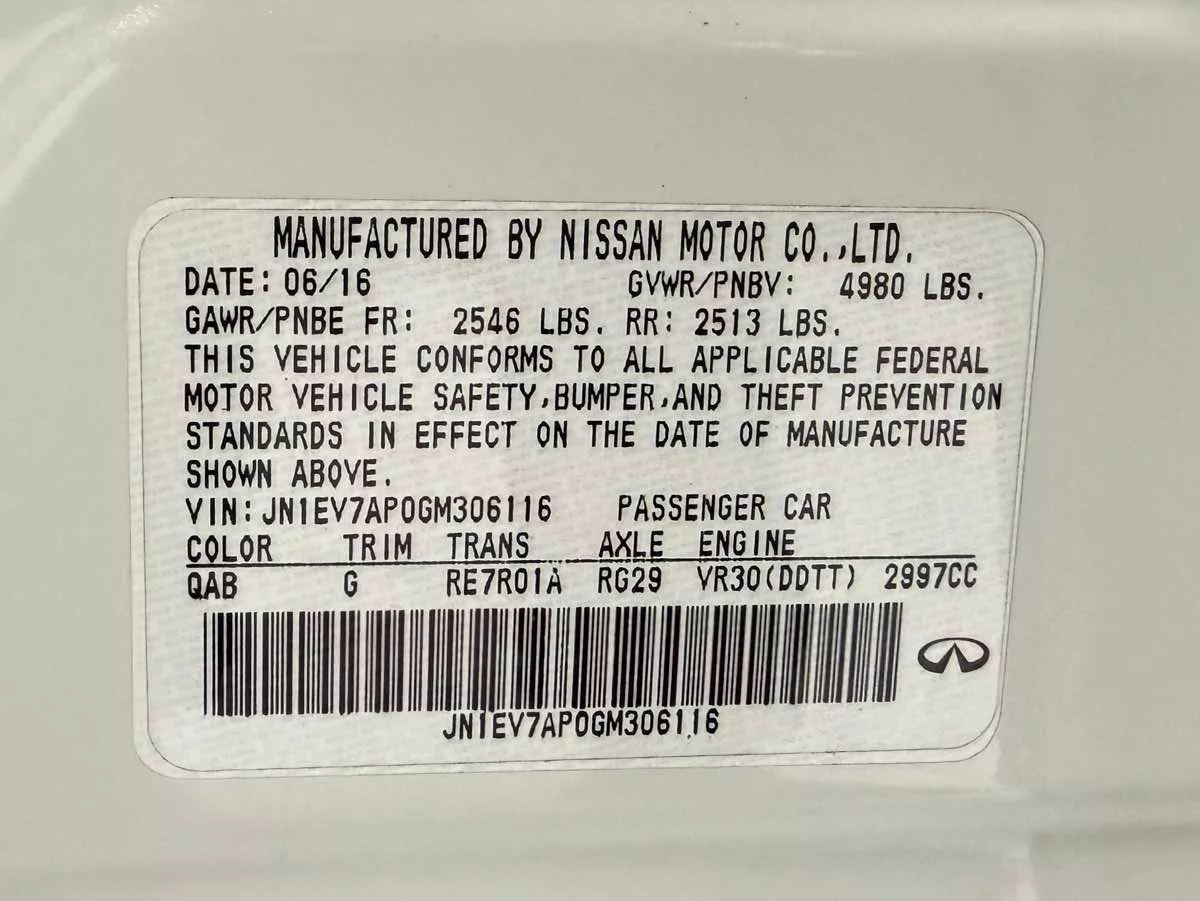 MANUFACTURED BY NISSAN MOTOR CO.,LTD.
DATE: 06/16 GVWR/PNBV: 4980 LBS.
GAWR/PNBE FR: 2546 LBS. RR: 2513 LBS.
THIS VEHICLE CONFORMS TO ALL APPLICABLE FEDERAL
MOTOR VEHICLE SAFETY,BUMPER,AND THEFT PREVENTION
STANDARDS IN EFFECT ON THE DATE OF MANUFACTURE
SHOWN ABOVE.
VIN:JN1EV7AP0GM306116 PASSENGER CAR
COLOR TRIM TRANS AXLE ENGINE
QAB G RE7R01A RG29 VR30(DDTT) 2997CC
JN1EV7AP0GM306116